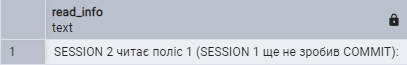 read_info
text
1 SESSION 2 читає поліс 1 (SESSION 1 ще не зробив COMMIT):